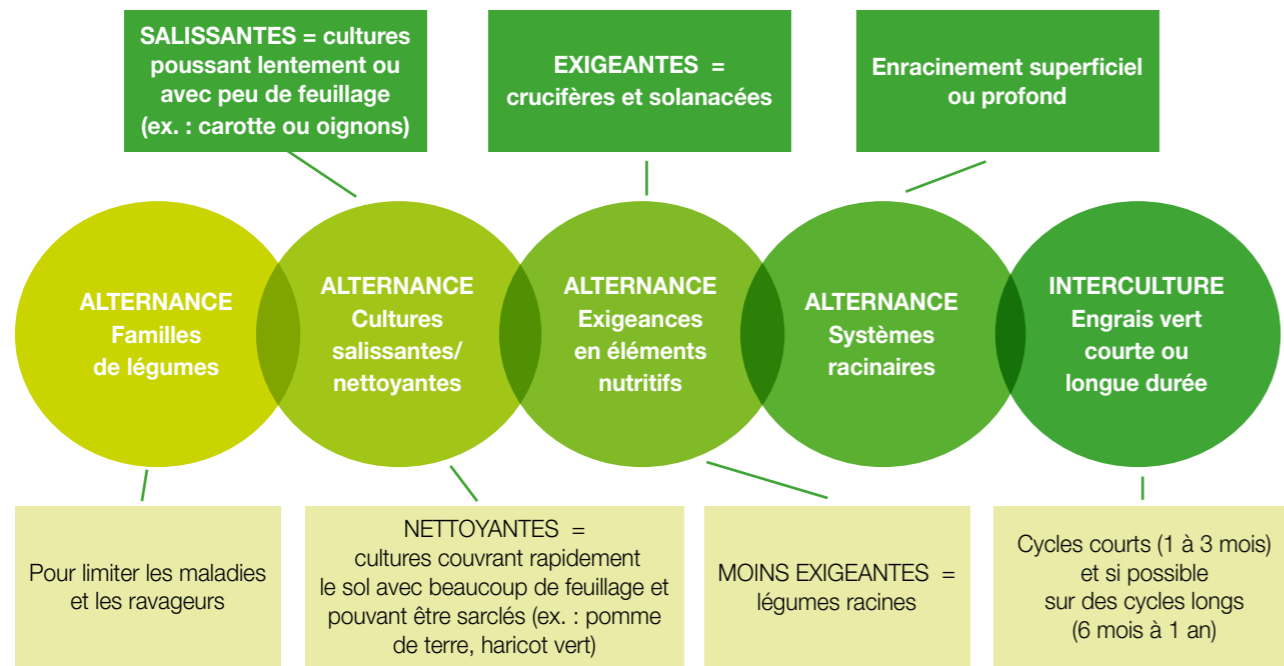 SALISSANTES = cultures
poussant lentement ou
avec peu de feuillage
(ex. : carotte ou oignons)
EXIGEANTES =
crucifères et solanacées
Enracinement superficiel
ou profond
ALTERNANCE
Familles
de légumes
ALTERNANCE
Cultures
salissantes/
nettoyantes
ALTERNANCE
Exigeances
en éléments
nutritifs
ALTERNANCE
Systèmes
racinaires
INTERCULTURE
Engrais vert
courte ou
longue durée
Pour limiter les maladies
et les ravageurs
NETTOYANTES =
cultures couvrant rapidement
le sol avec beaucoup de feuillage et
pouvant être sarclés (ex. : pomme
de terre, haricot vert)
MOINS EXIGEANTES =
légumes racines
Cycles courts (1 à 3 mois)
et si possible
sur des cycles longs
(6 mois à 1 an)